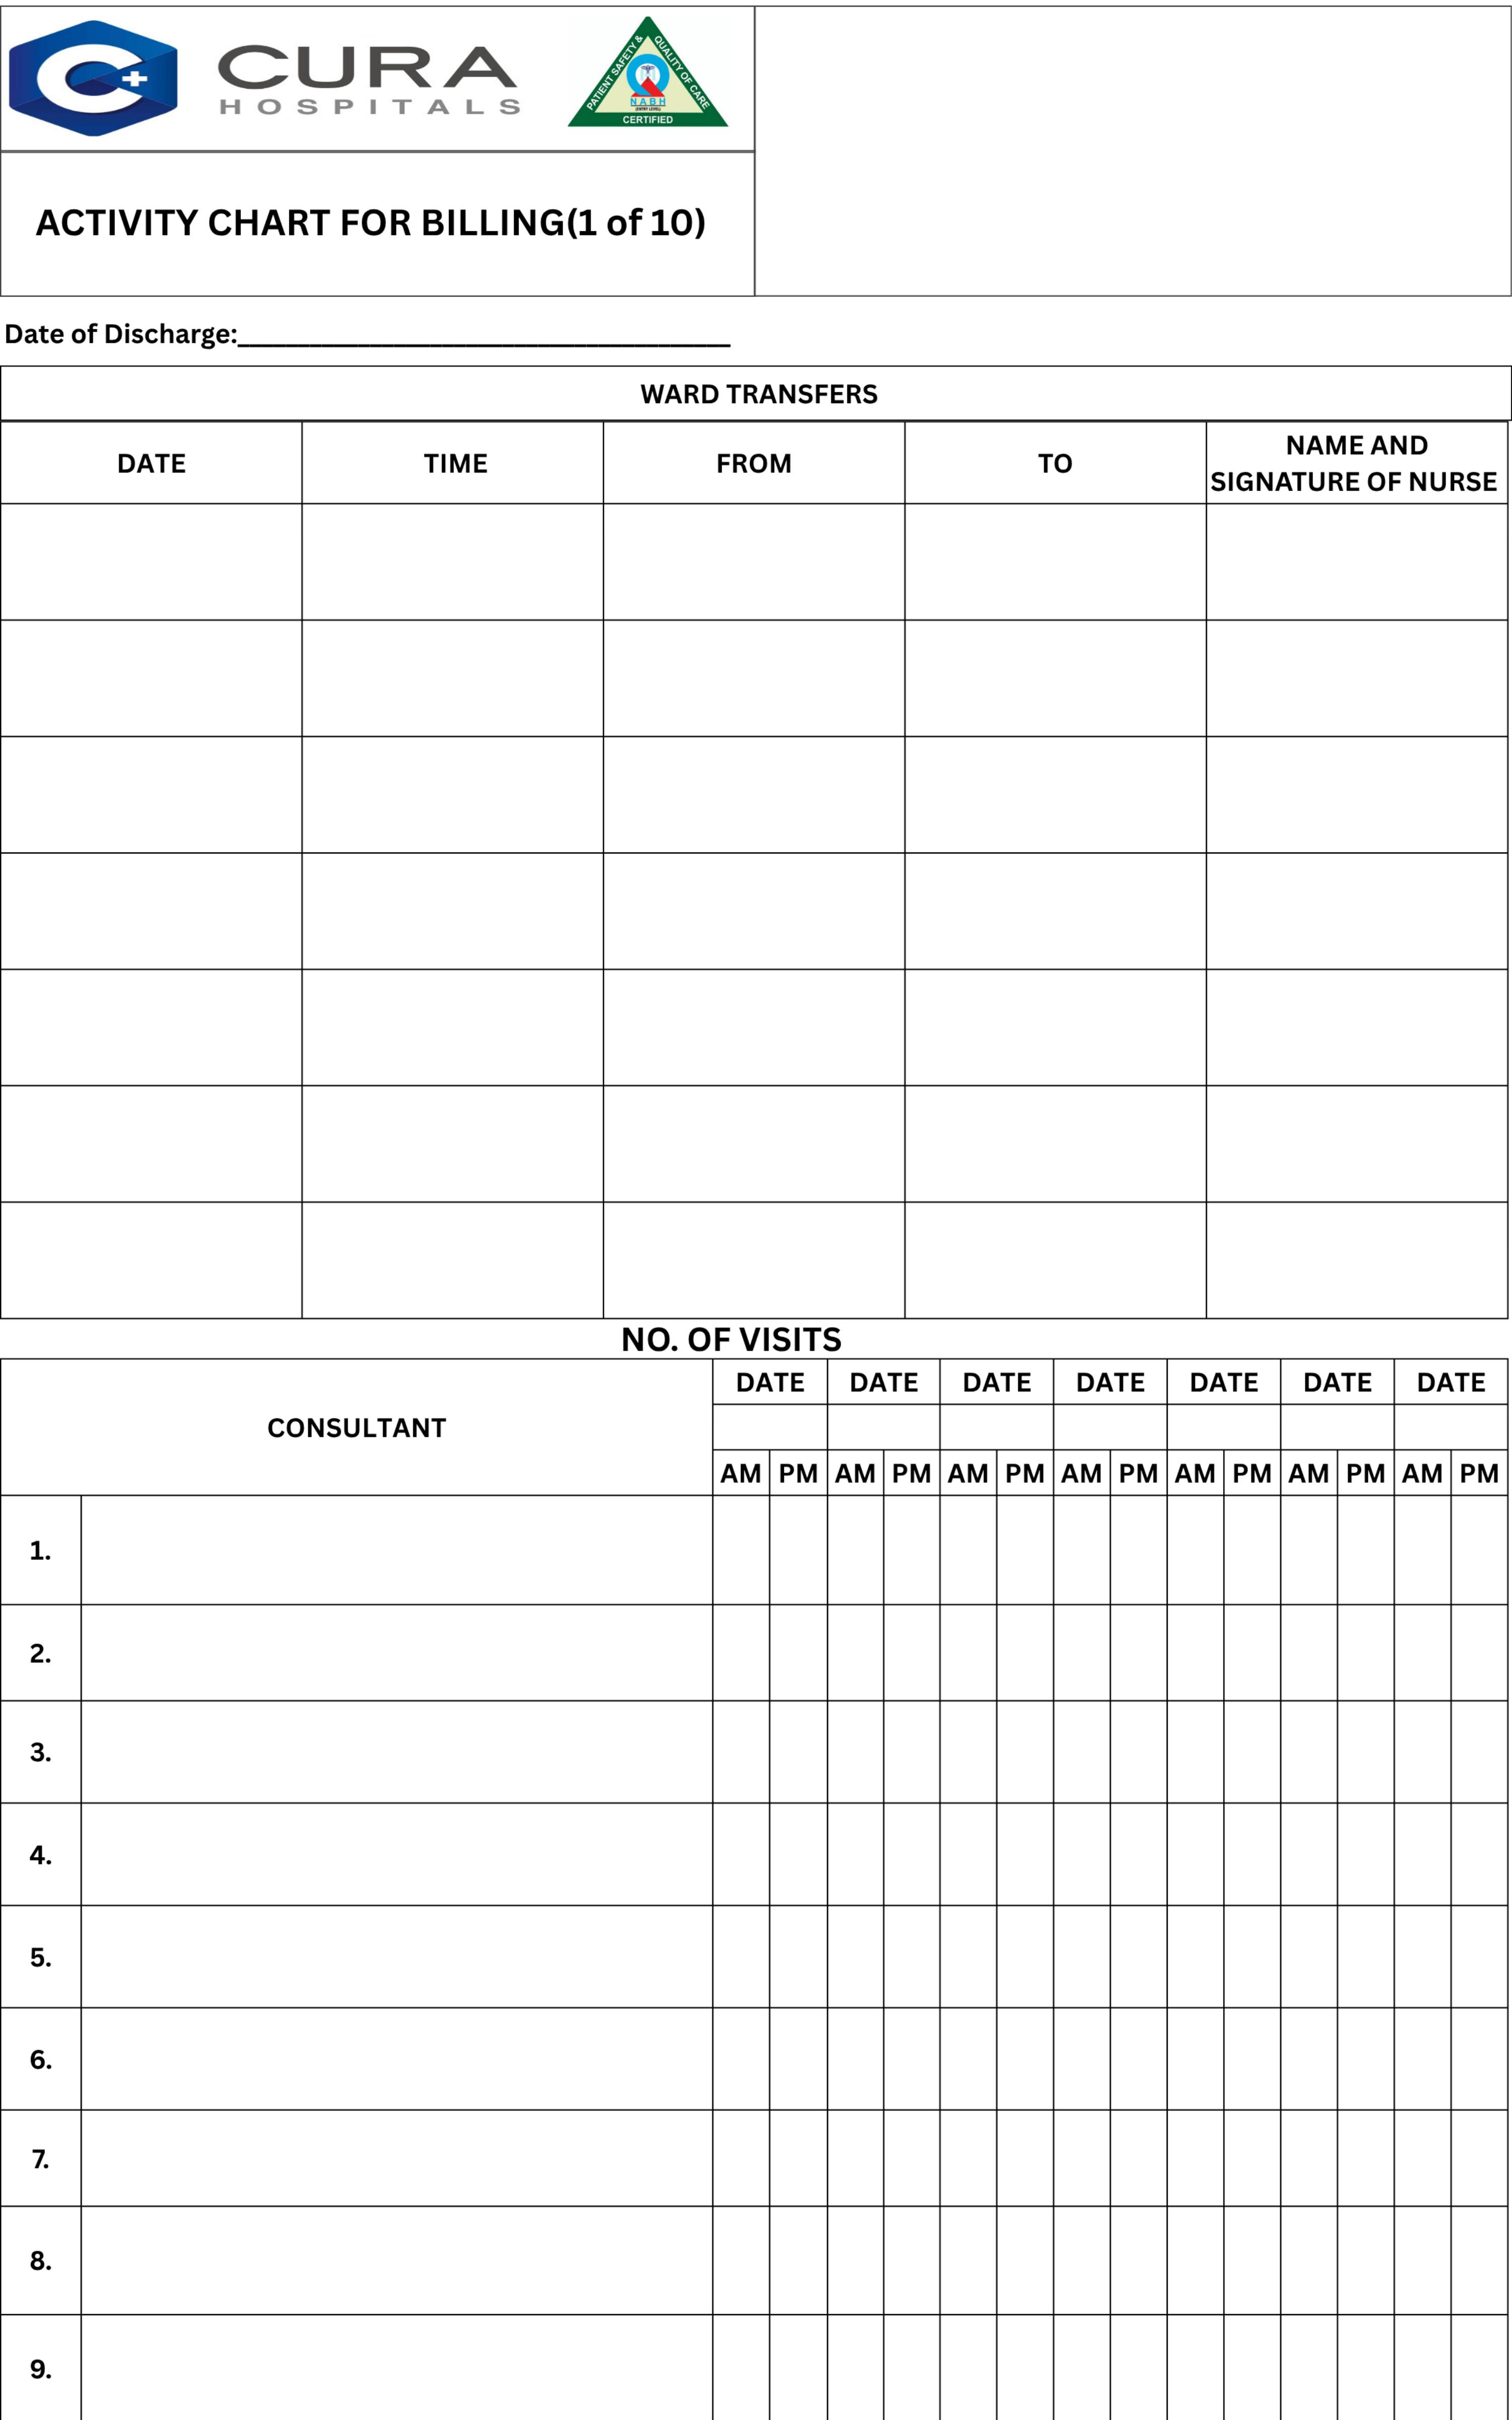 CURA
HOSPITALS
PATIENT SAFETY & QUALITY OF CARE
NABH
(ENTRY LEVEL)
CERTIFIED
ACTIVITY CHART FOR BILLING(1 of 10)
Date of Discharge:
WARD TRANSFERS
DATE TIME FROM TO NAME AND
SIGNATURE OF NURSE
NO. OF VISITS
CONSULTANT DATE DATE DATE DATE DATE DATE DATE
AM PM AM PM AM PM AM PM AM PM AM PM AM PM
1.
2.
3.
4.
5.
6.
7.
8.
9.